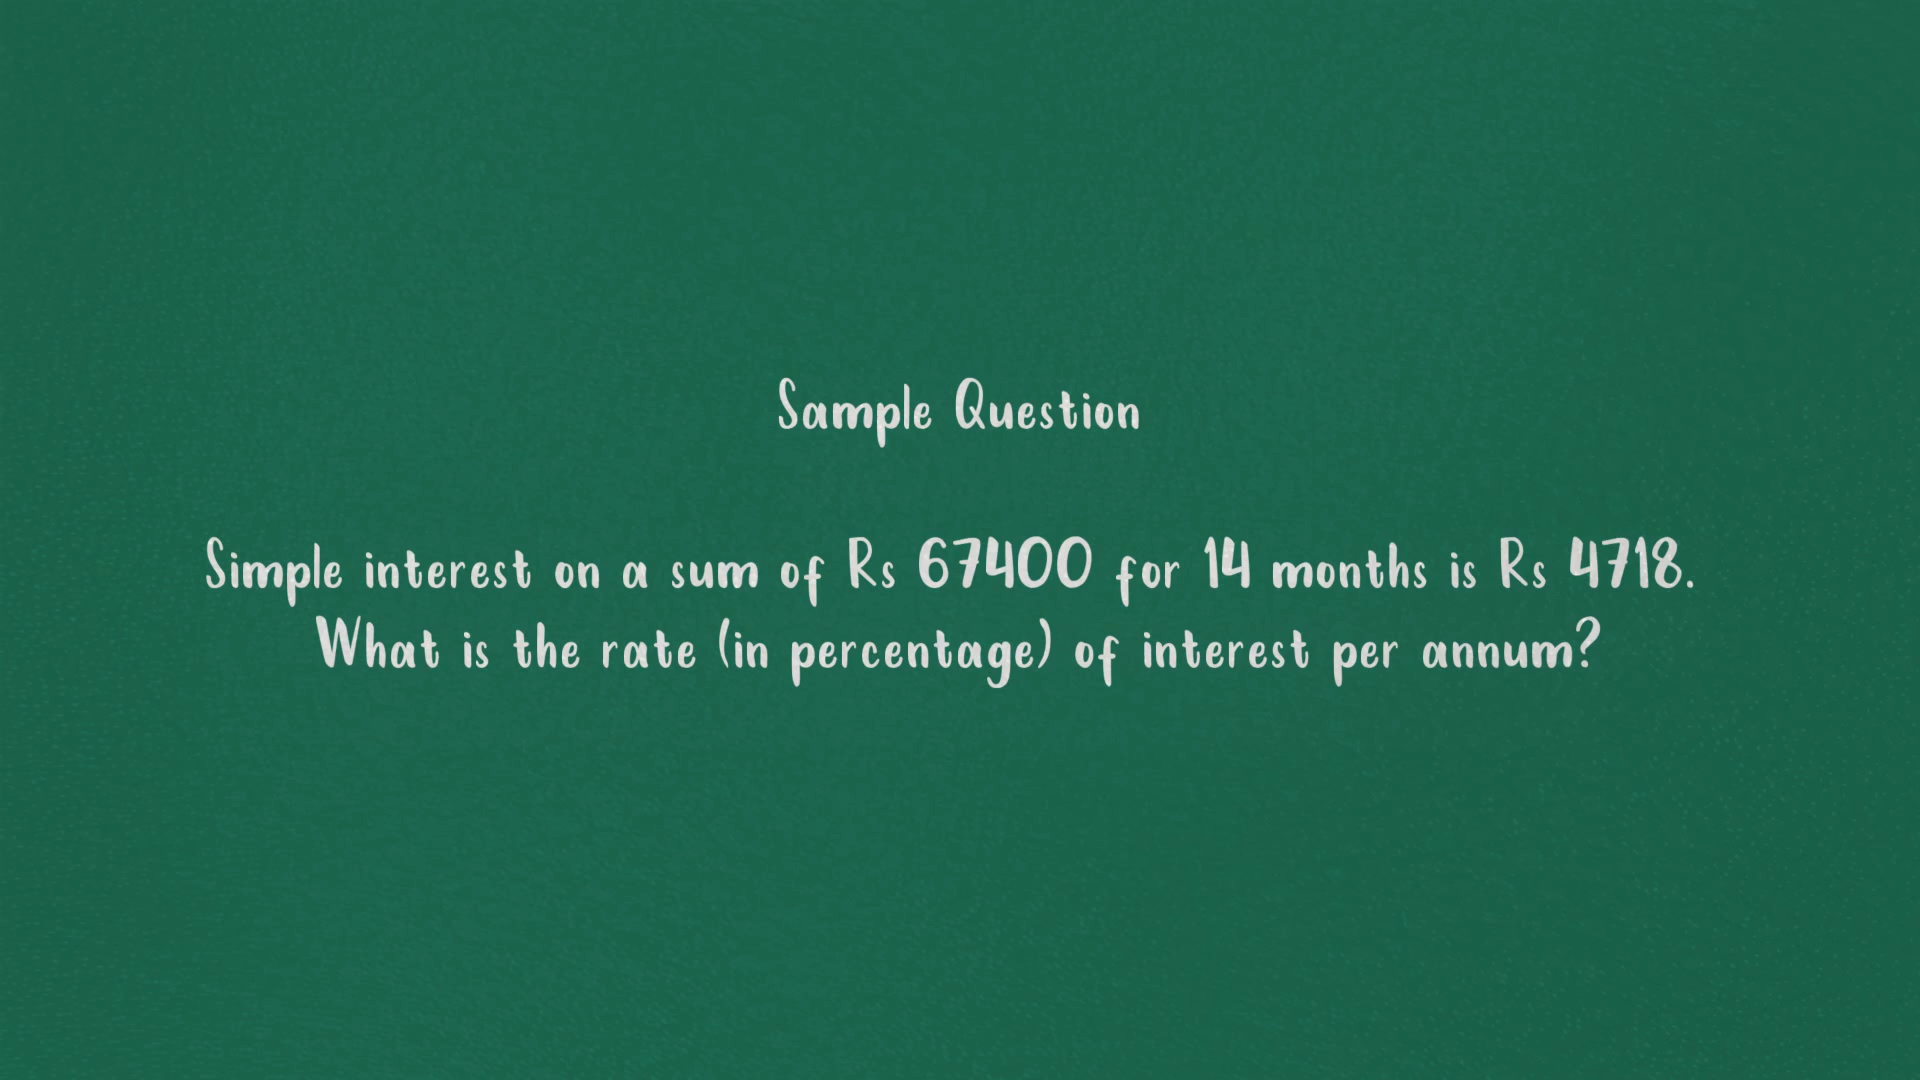 Sample Question
Simple interest on a sum of Rs 67400 for 14 months is Rs 4718.
What is the rate (in percentage) of interest per annum?